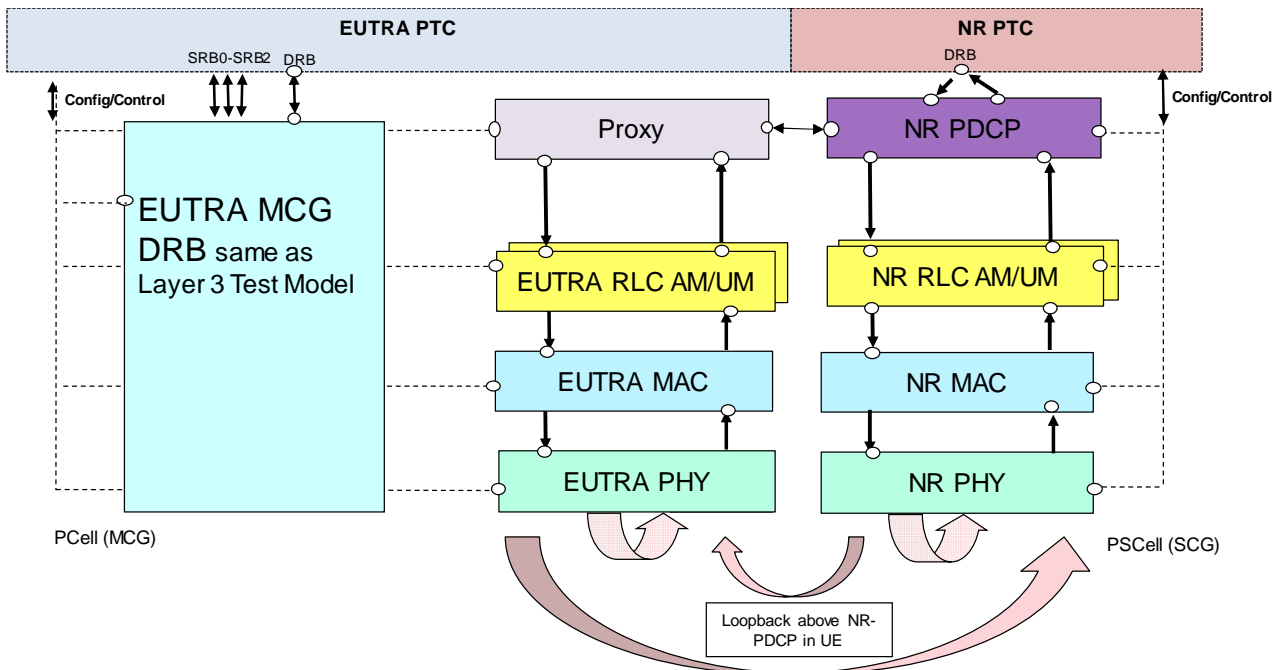 EUTRA PTC
NR PTC
SRB0-SRB2
DRB
DRB
Config/Control
Config/Control
Proxy
NR PDCP
EUTRA MCG
DRB same as
Layer 3 Test Model
EUTRA RLC AM/UM
NR RLC AM/UM
EUTRA MAC
NR MAC
EUTRA PHY
NR PHY
PCell (MCG)
PSCell (SCG)
Loopback above NR-
PDCP in UE